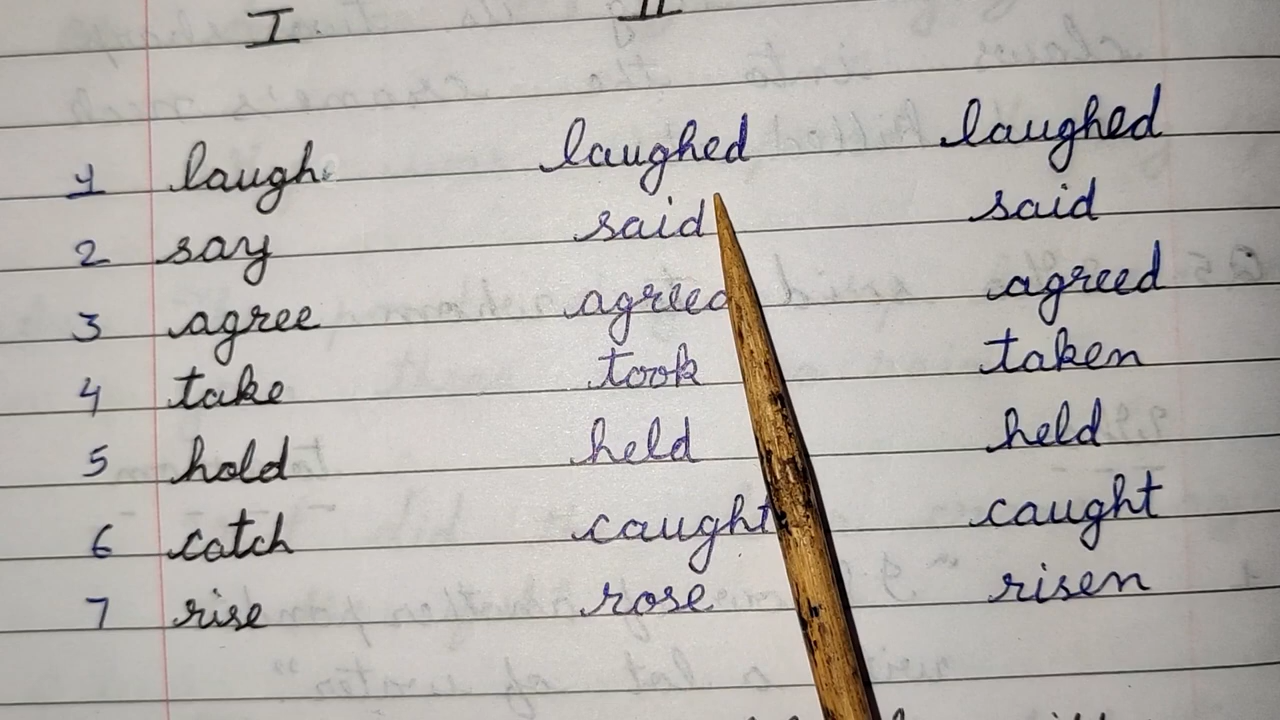 I II
1 laugh laughed laughed
2 say said said
3 agree agreed agreed
4 take took taken
5 hold held held
6 catch caught caught
7 rise rose risen